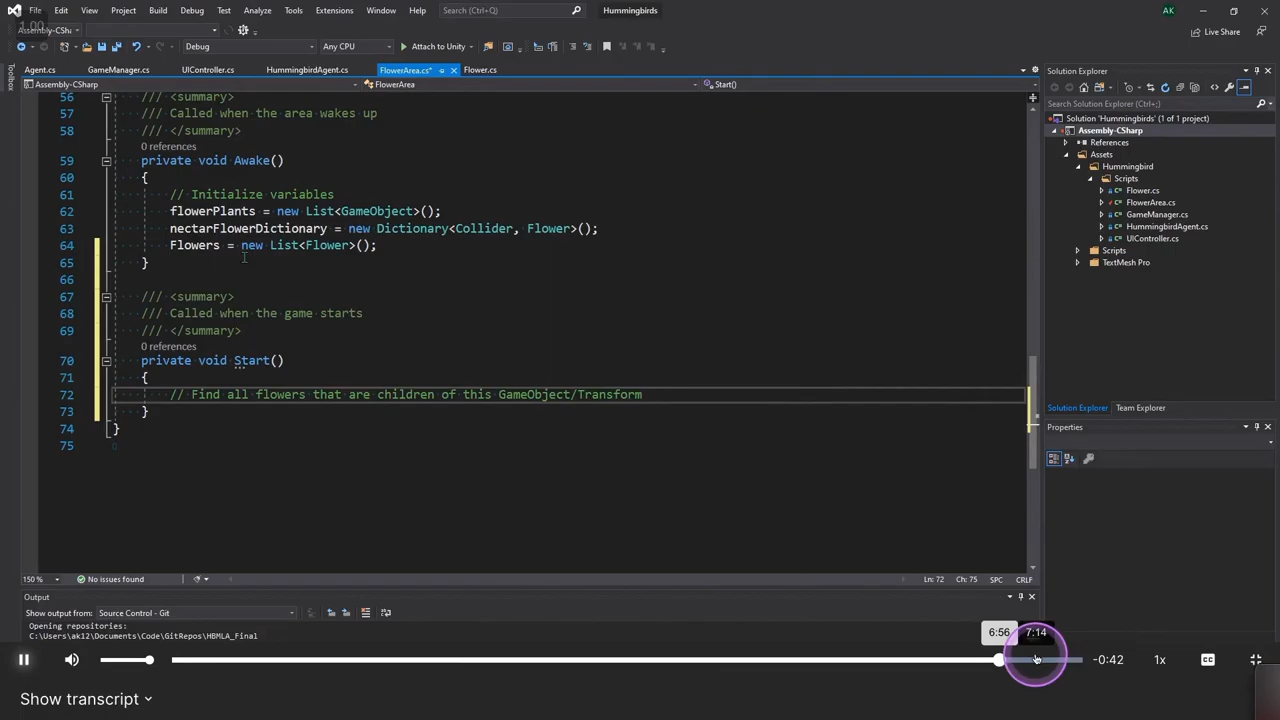 File Edit View Project Build Debug Test Analyze Tools Extensions Window Help Search (Ctrl+Q) Hummingbirds AK
1.00
Assembly-CSharp
Debug Any CPU Attach to Unity Live Share
Toolbox
Agent.cs GameManager.cs UIController.cs HummingbirdAgent.cs FlowerArea.cs* Flower.cs
Assembly-CSharp FlowerArea Start()
56 /// <summary>
57 /// Called when the area wakes up
58 /// </summary>
0 references
59 private void Awake()
60 {
61 // Initialize variables
62 flowerPlants = new List<GameObject>();
63 nectarFlowerDictionary = new Dictionary<Collider, Flower>();
64 Flowers = new List<Flower>();
65 }
66
67 /// <summary>
68 /// Called when the game starts
69 /// </summary>
0 references
70 private void Start()
71 {
72 // Find all flowers that are children of this GameObject/Transform
73 }
74 }
75
150 % No issues found Ln: 72 Ch: 75 SPC CRLF
Output
Show output from: Source Control - Git
Opening repositories:
C:\Users\ak12\Documents\Code\GitRepos\HBMLA_Final
Solution Explorer
Search Solution Explorer (Ctrl+;)
Solution 'Hummingbirds' (1 of 1 project)
Assembly-CSharp
References
Assets
Hummingbird
Scripts
Flower.cs
FlowerArea.cs
GameManager.cs
HummingbirdAgent.cs
UIController.cs
Scripts
TextMesh Pro
Solution Explorer Team Explorer
Properties
6:56 7:14
-0:42 1x CC
Show transcript